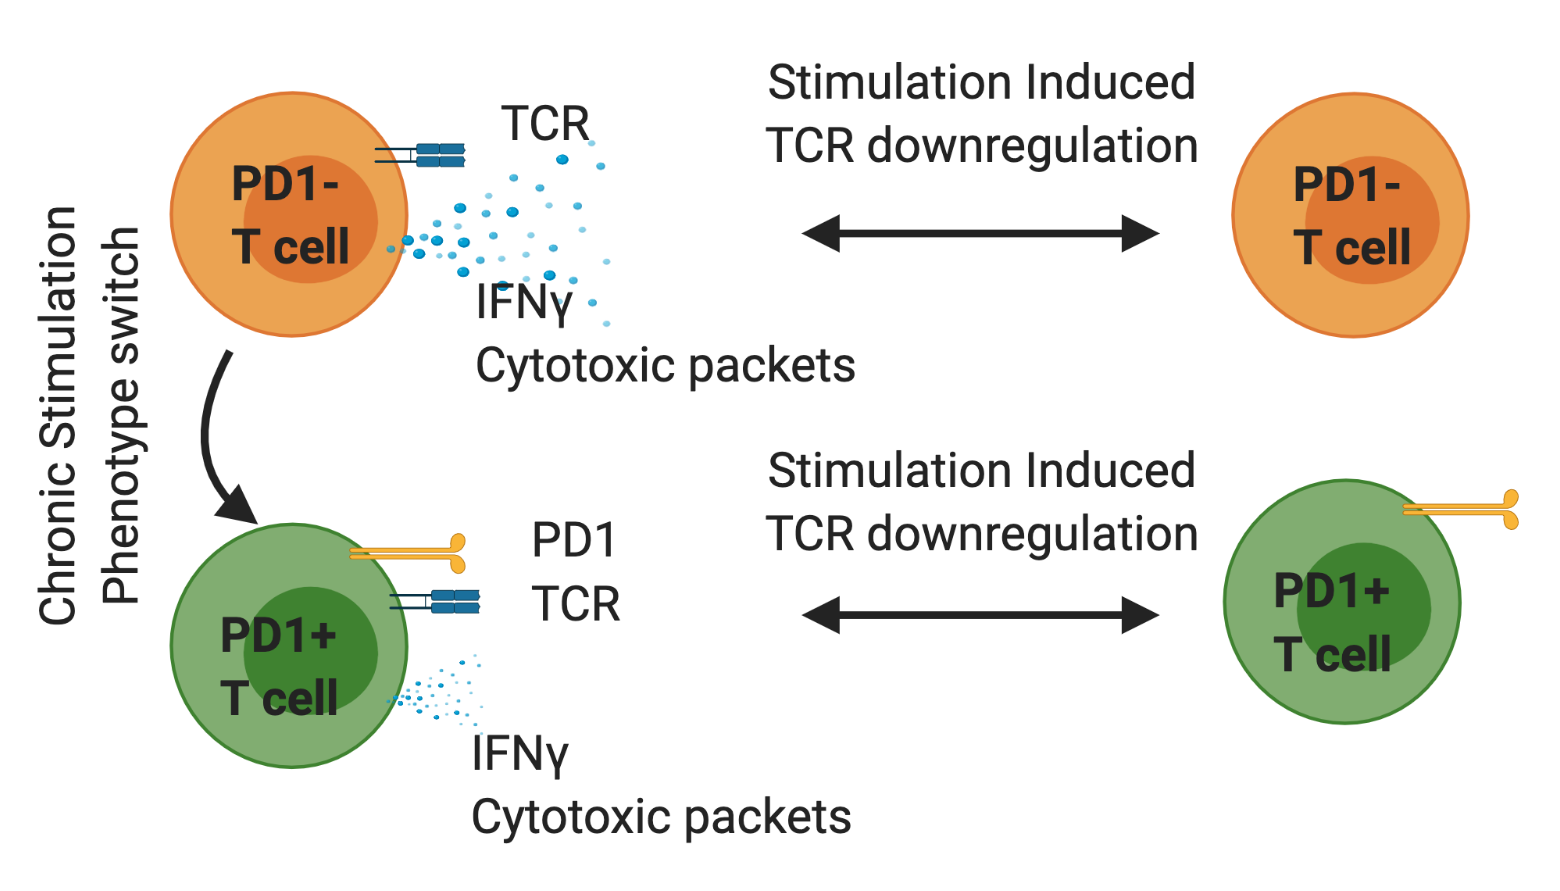 Chronic Stimulation
Phenotype switch
PD1-
T cell
TCR
IFNγ
Cytotoxic packets
Stimulation Induced
TCR downregulation
PD1-
T cell
PD1+
T cell
PD1
TCR
IFNγ
Cytotoxic packets
Stimulation Induced
TCR downregulation
PD1+
T cell